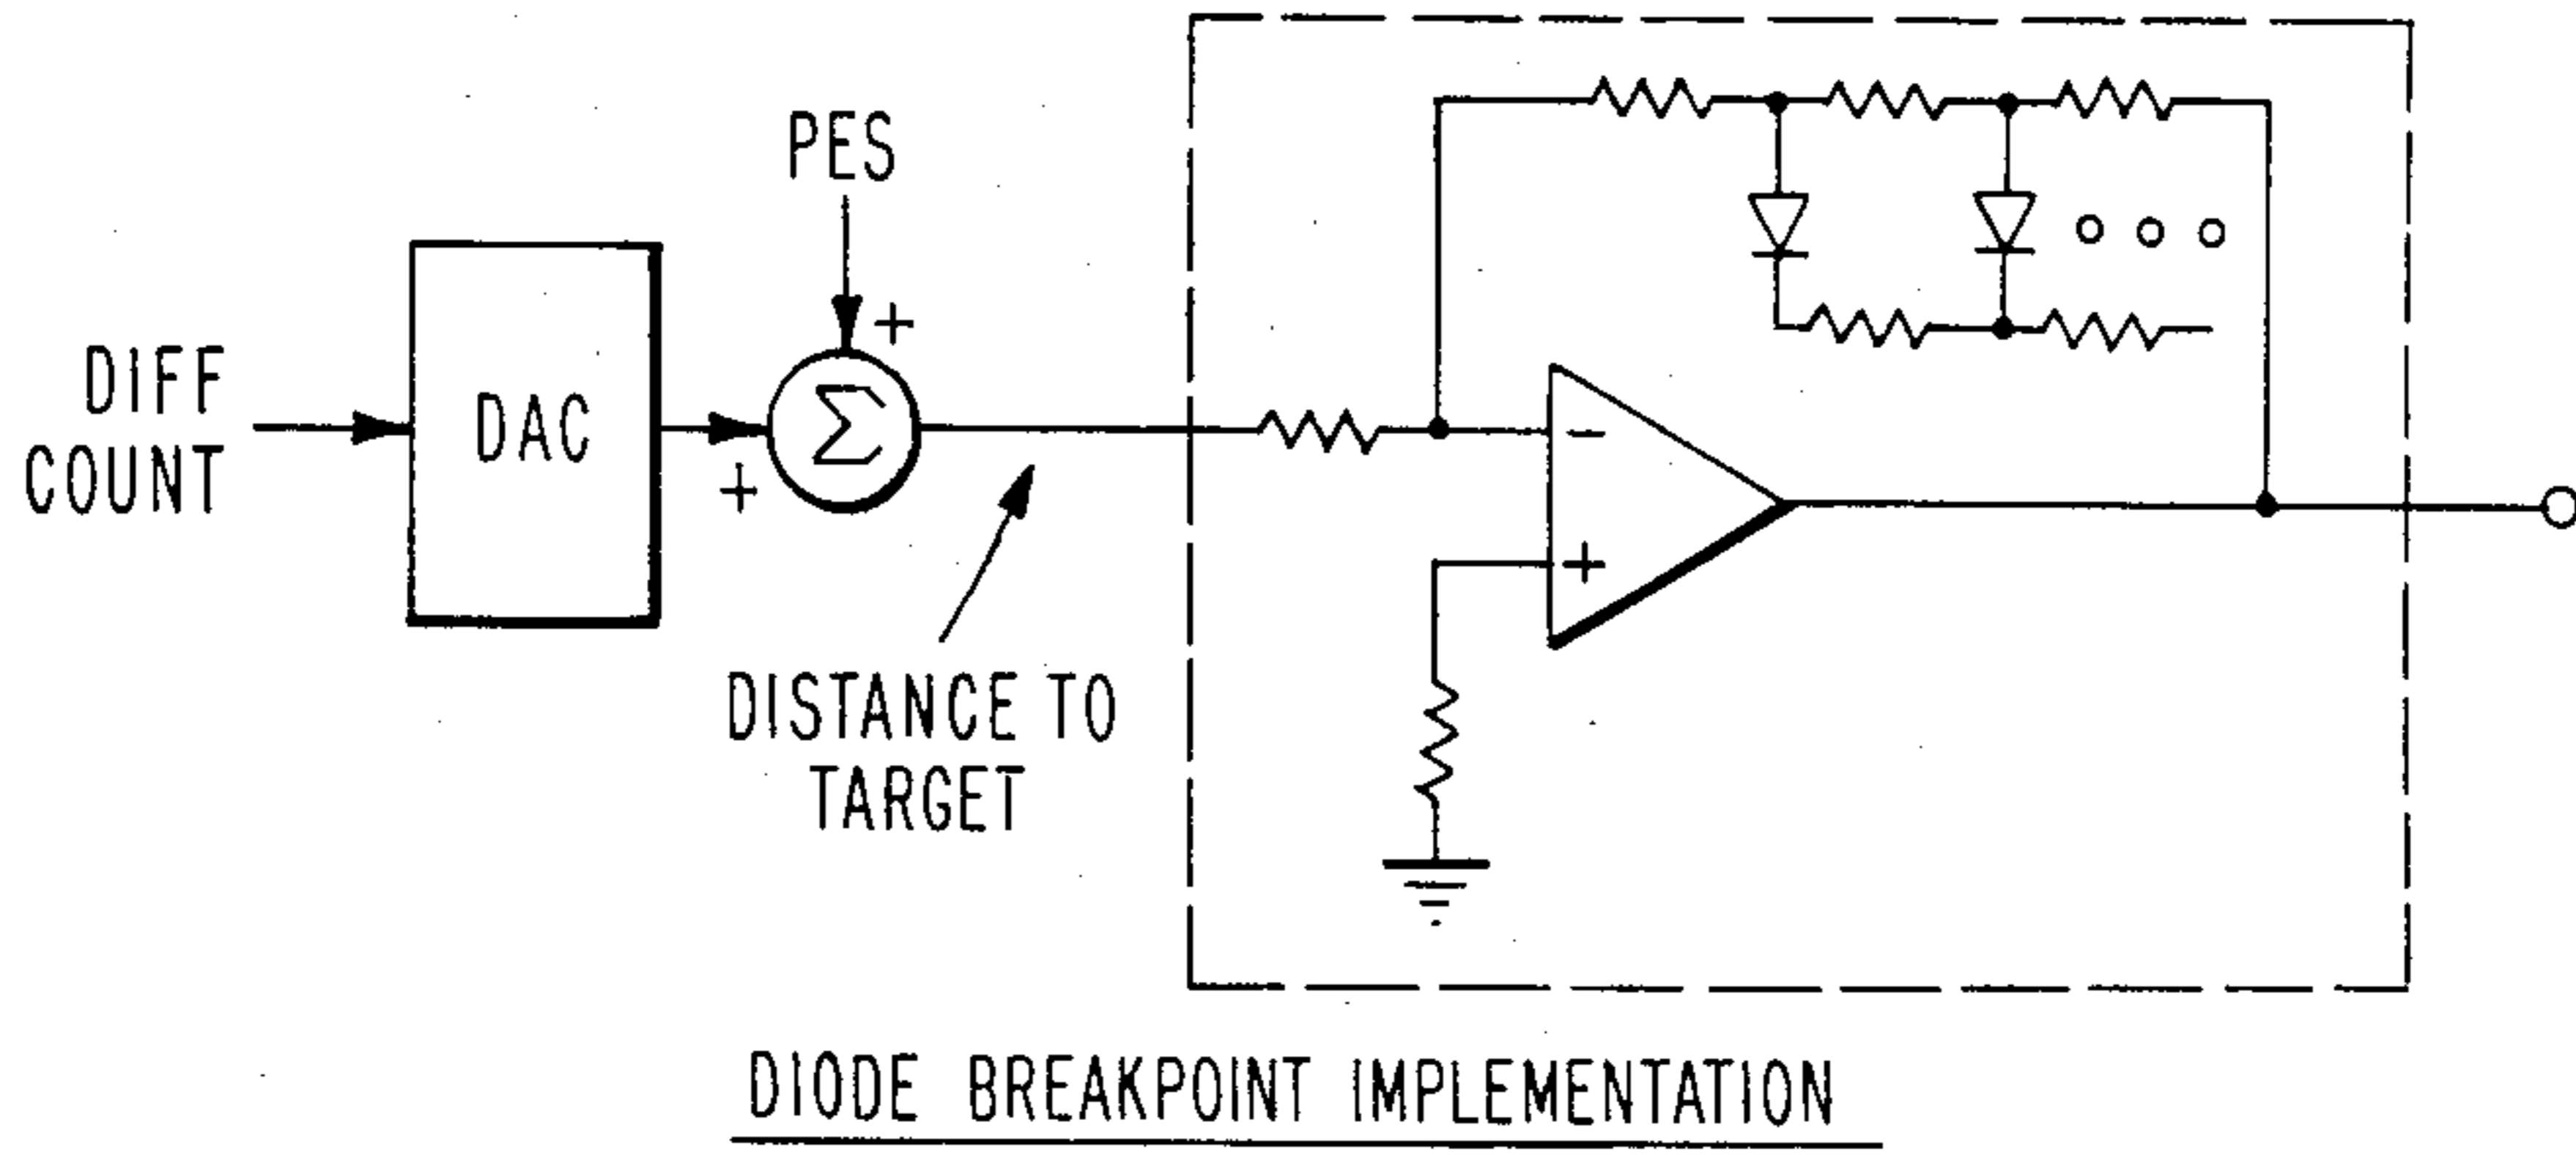 PES
+
DIFF
COUNT
DAC
Σ
+
−
+
DISTANCE TO
TARGET
DIODE BREAKPOINT IMPLEMENTATION